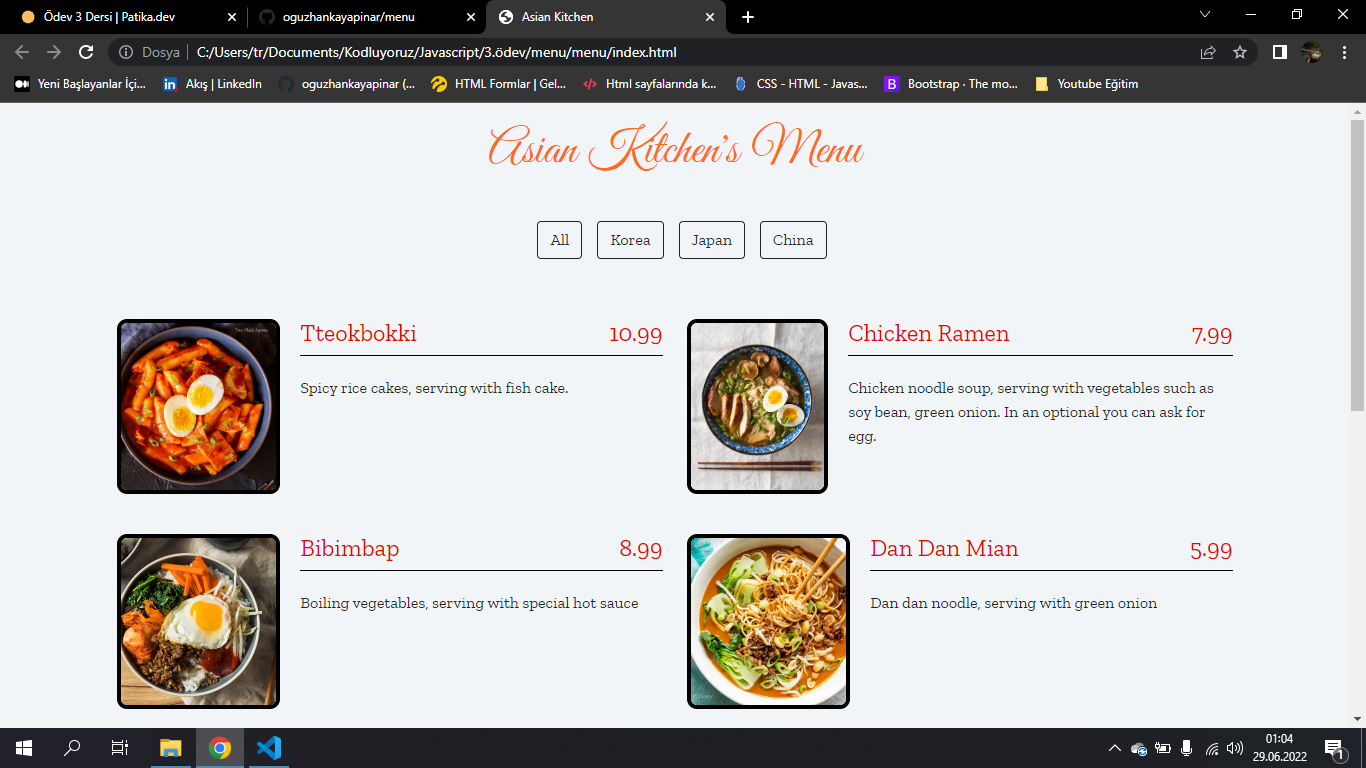 Ödev 3 Dersi | Patika.dev
oguzhankayapinar/menu
Asian Kitchen
Dosya
C:/Users/tr/Documents/Kodluyoruz/Javascript/3.ödev/menu/menu/index.html
Yeni Başlayanlar İçi...
Akış | LinkedIn
oguzhankayapinar (...
HTML Formlar | Gel...
Html sayfalarında k...
CSS - HTML - Javas...
B
Bootstrap · The mo...
Youtube Eğitim
Asian Kitchen's Menu
All
Korea
Japan
China
Tteokbokki
10.99
Spicy rice cakes, serving with fish cake.
Chicken Ramen
7.99
Chicken noodle soup, serving with vegetables such as
soy bean, green onion. In an optional you can ask for
egg.
Bibimbap
8.99
Boiling vegetables, serving with special hot sauce
Dan Dan Mian
5.99
Dan dan noodle, serving with green onion
01:04
29.06.2022
1